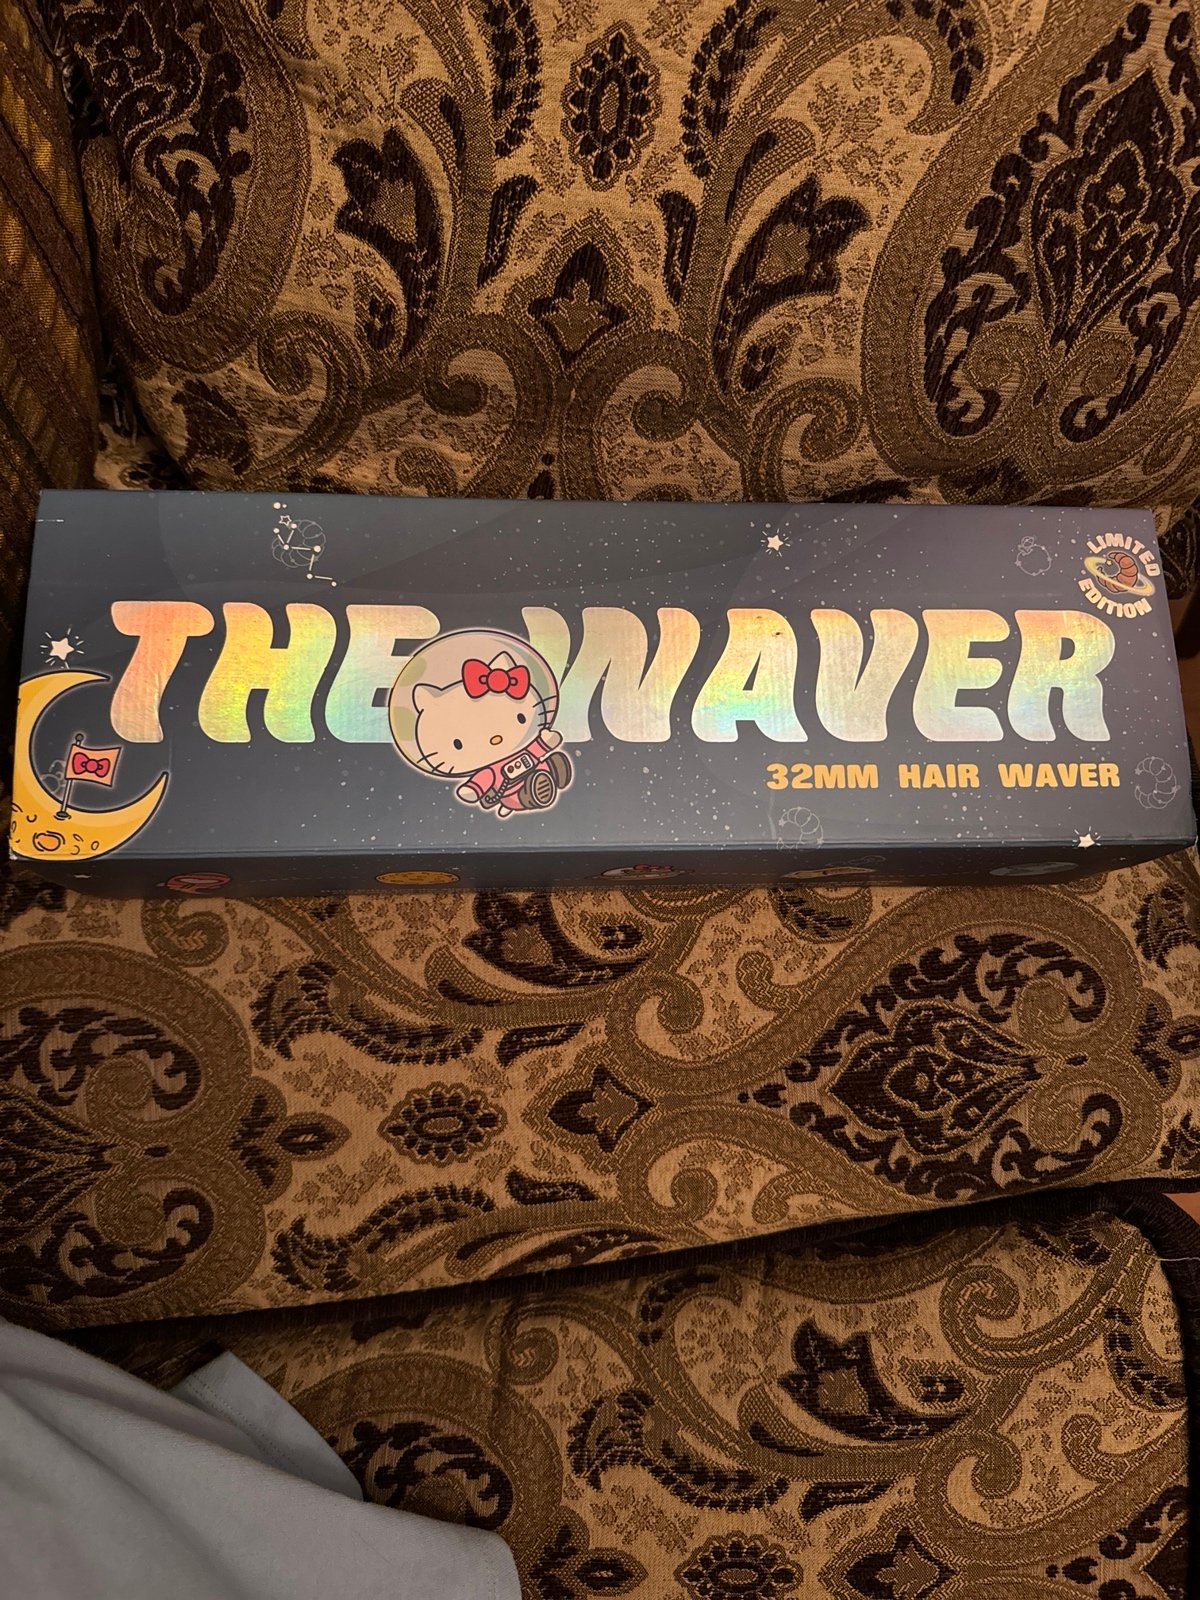 LIMITED
EDITION
THE WAVER
32MM HAIR WAVER